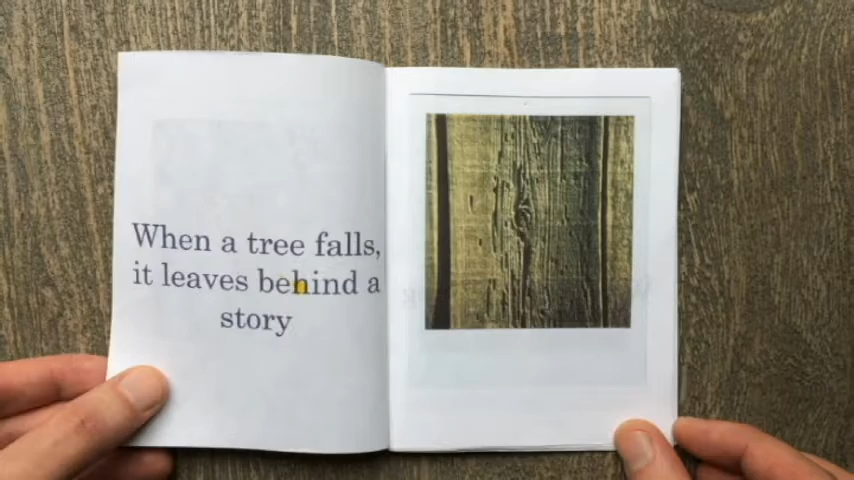 When a tree falls,
it leaves behind a
story